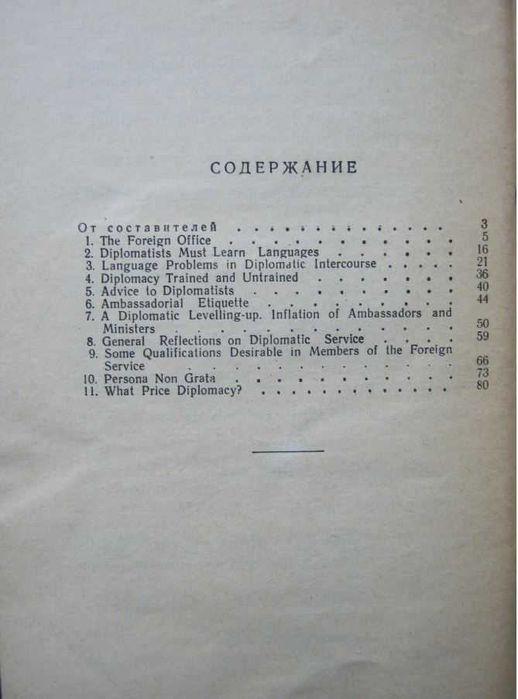 СОДЕРЖАНИЕ
От составителей . . . . . . . . . . . . . . 3
1. The Foreign Office . . . . . . . . . . . . 5
2. Diplomatists Must Learn Languages . . . . . . 16
3. Language Problems in Diplomatic Intercourse . . . . . 21
4. Diplomacy Trained and Untrained . . . . . . . 36
5. Advice to Diplomatists . . . . . . . . . . 40
6. Ambassadorial Etiquette . . . . . . . . . . 44
7. A Diplomatic Levelling-up. Inflation of Ambassadors and
Ministers . . . . . . . . . . . . . . 50
8. General Reflections on Diplomatic Service . . . . 59
9. Some Qualifications Desirable in Members of the Foreign
Service . . . . . . . . . . . . . . 66
10. Persona Non Grata . . . . . . . . . . . 73
11. What Price Diplomacy? . . . . . . . . . . 80